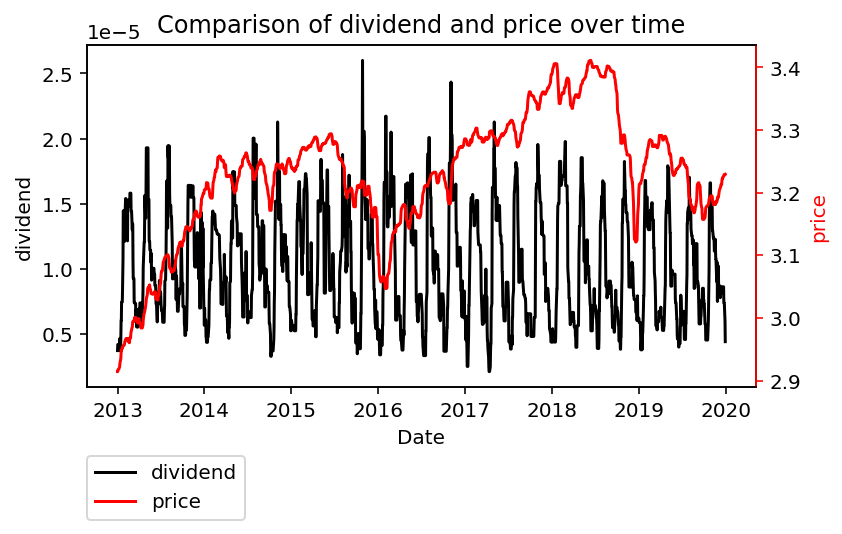 Comparison of dividend and price over time
1e−5
2.5
2.0
1.5
1.0
0.5
dividend
3.4
3.3
3.2
3.1
3.0
2.9
price
2013 2014 2015 2016 2017 2018 2019 2020
Date
dividend
price